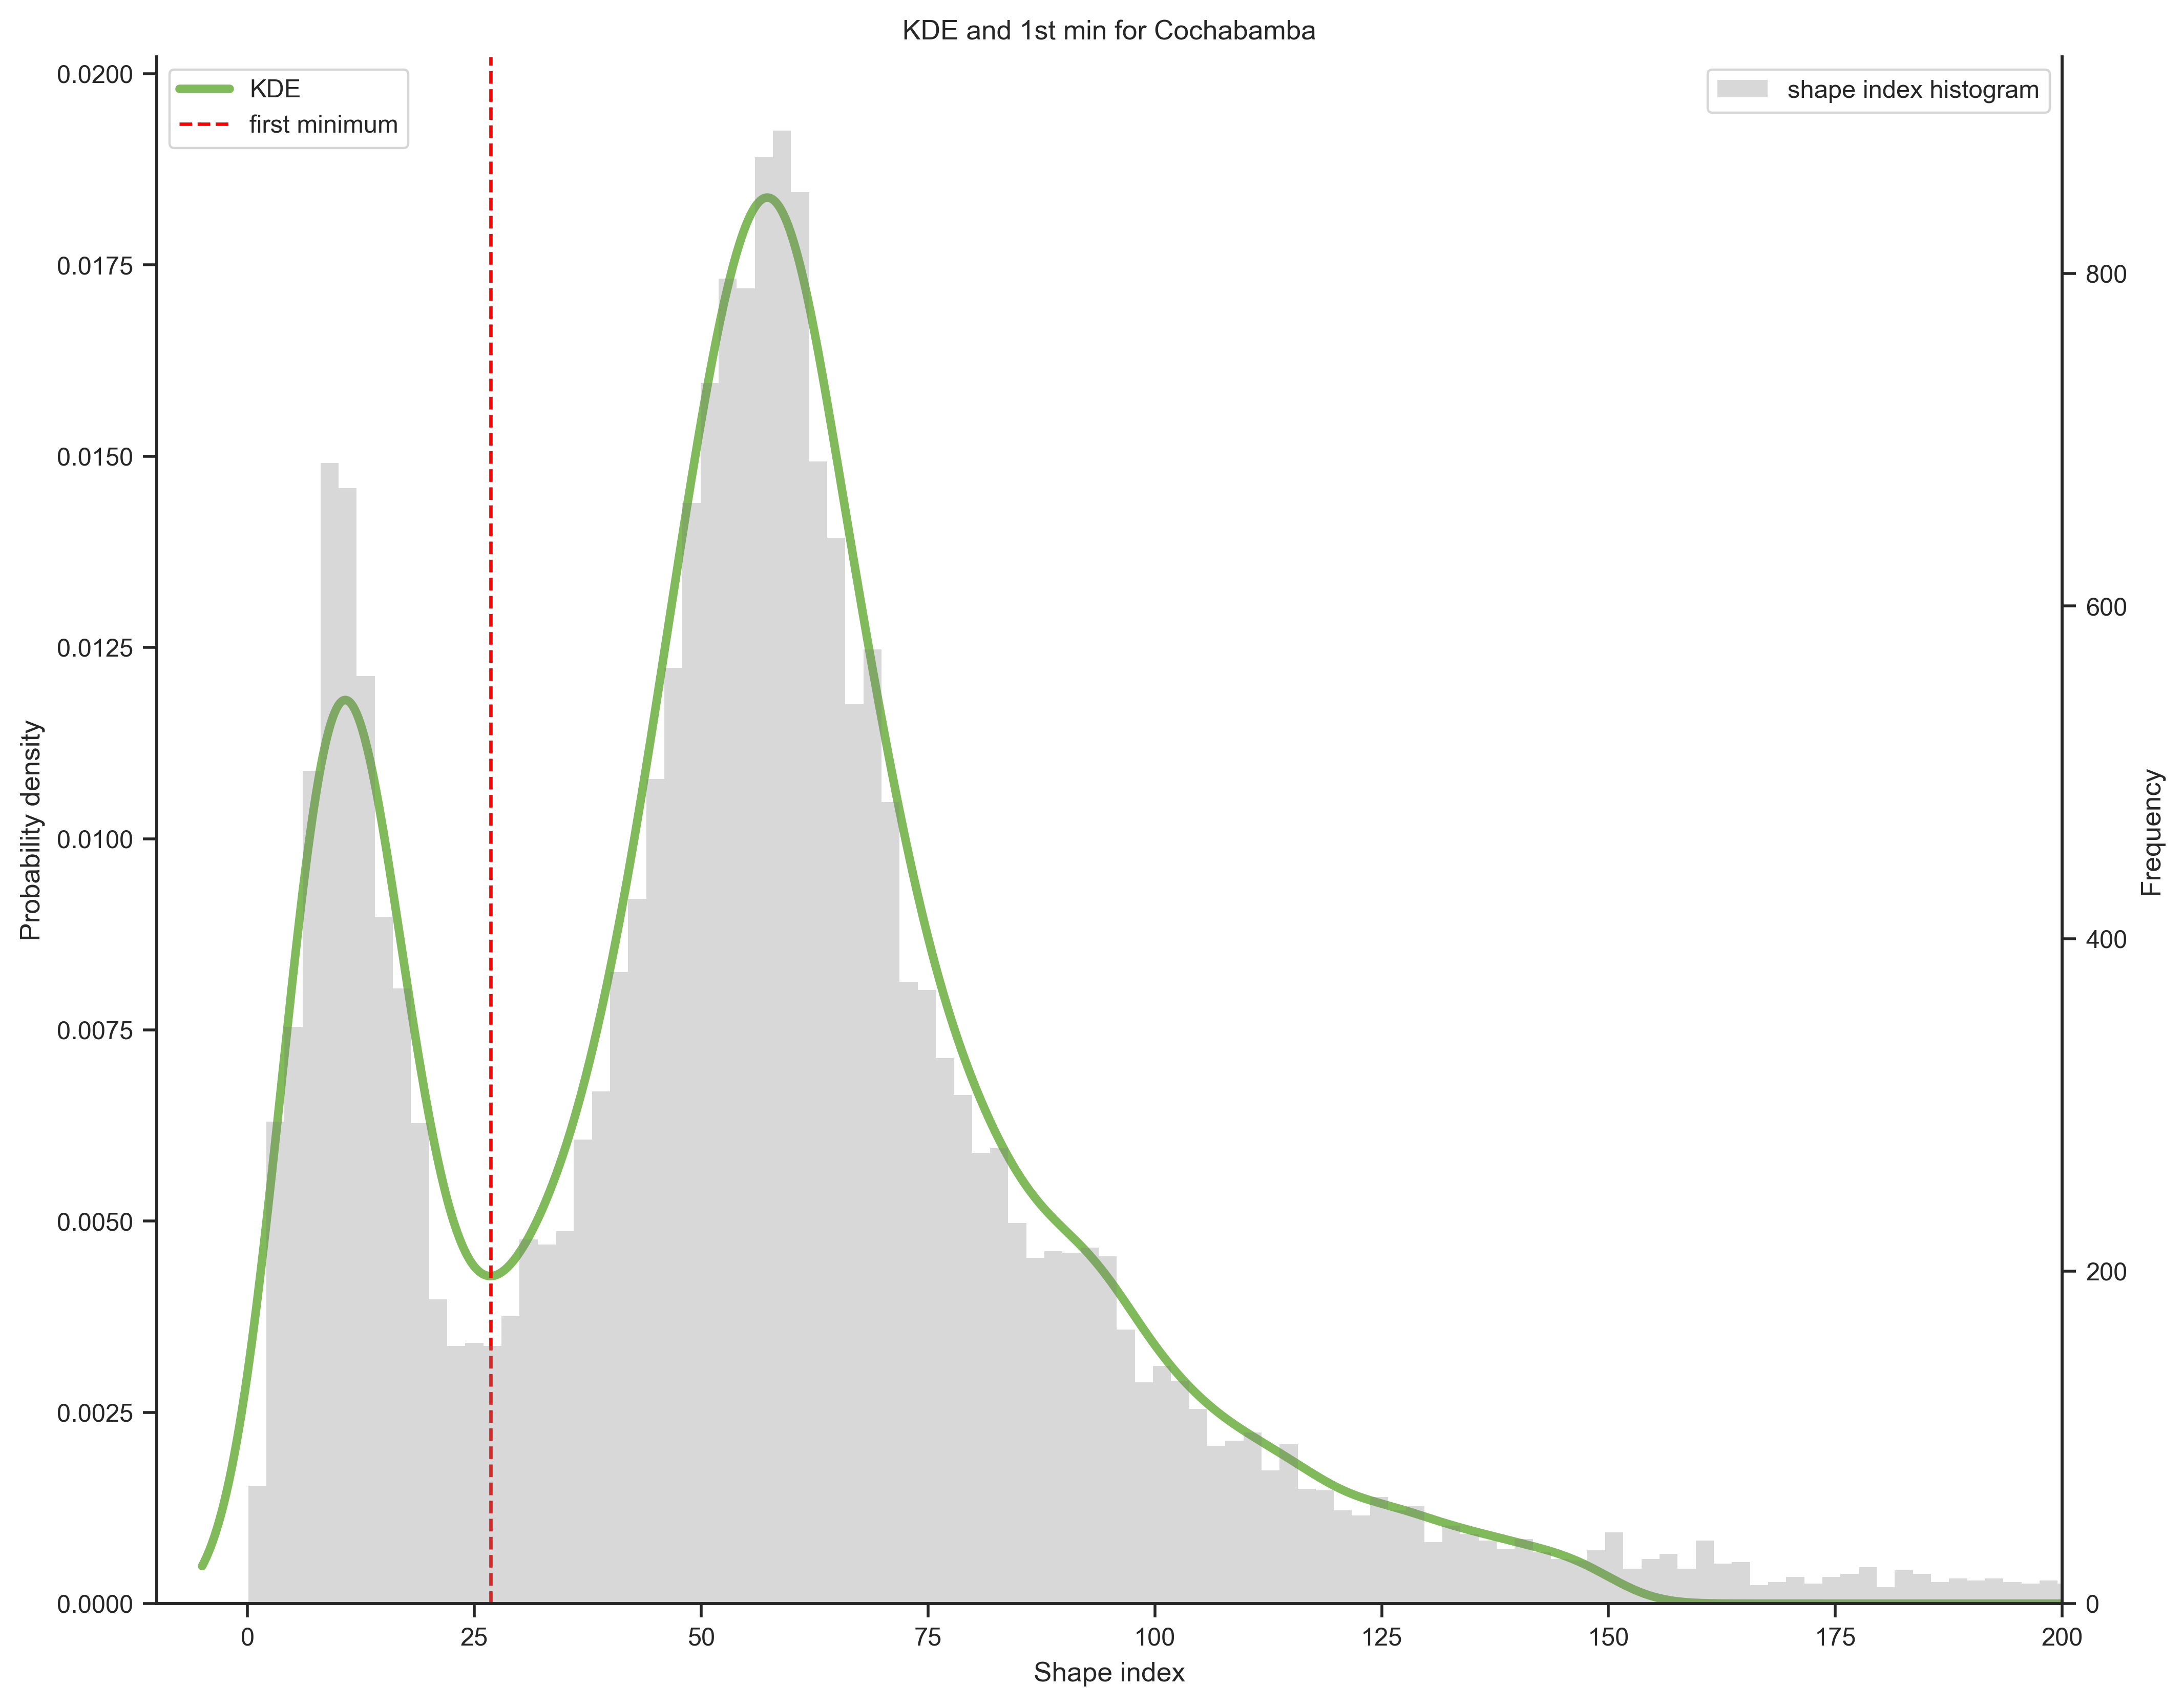 KDE and 1st min for Cochabamba
KDE
first minimum
shape index histogram
Probability density
0.0200
0.0175
0.0150
0.0125
0.0100
0.0075
0.0050
0.0025
0.0000
Frequency
800
600
400
200
0
0 25 50 75 100 125 150 175 200
Shape index